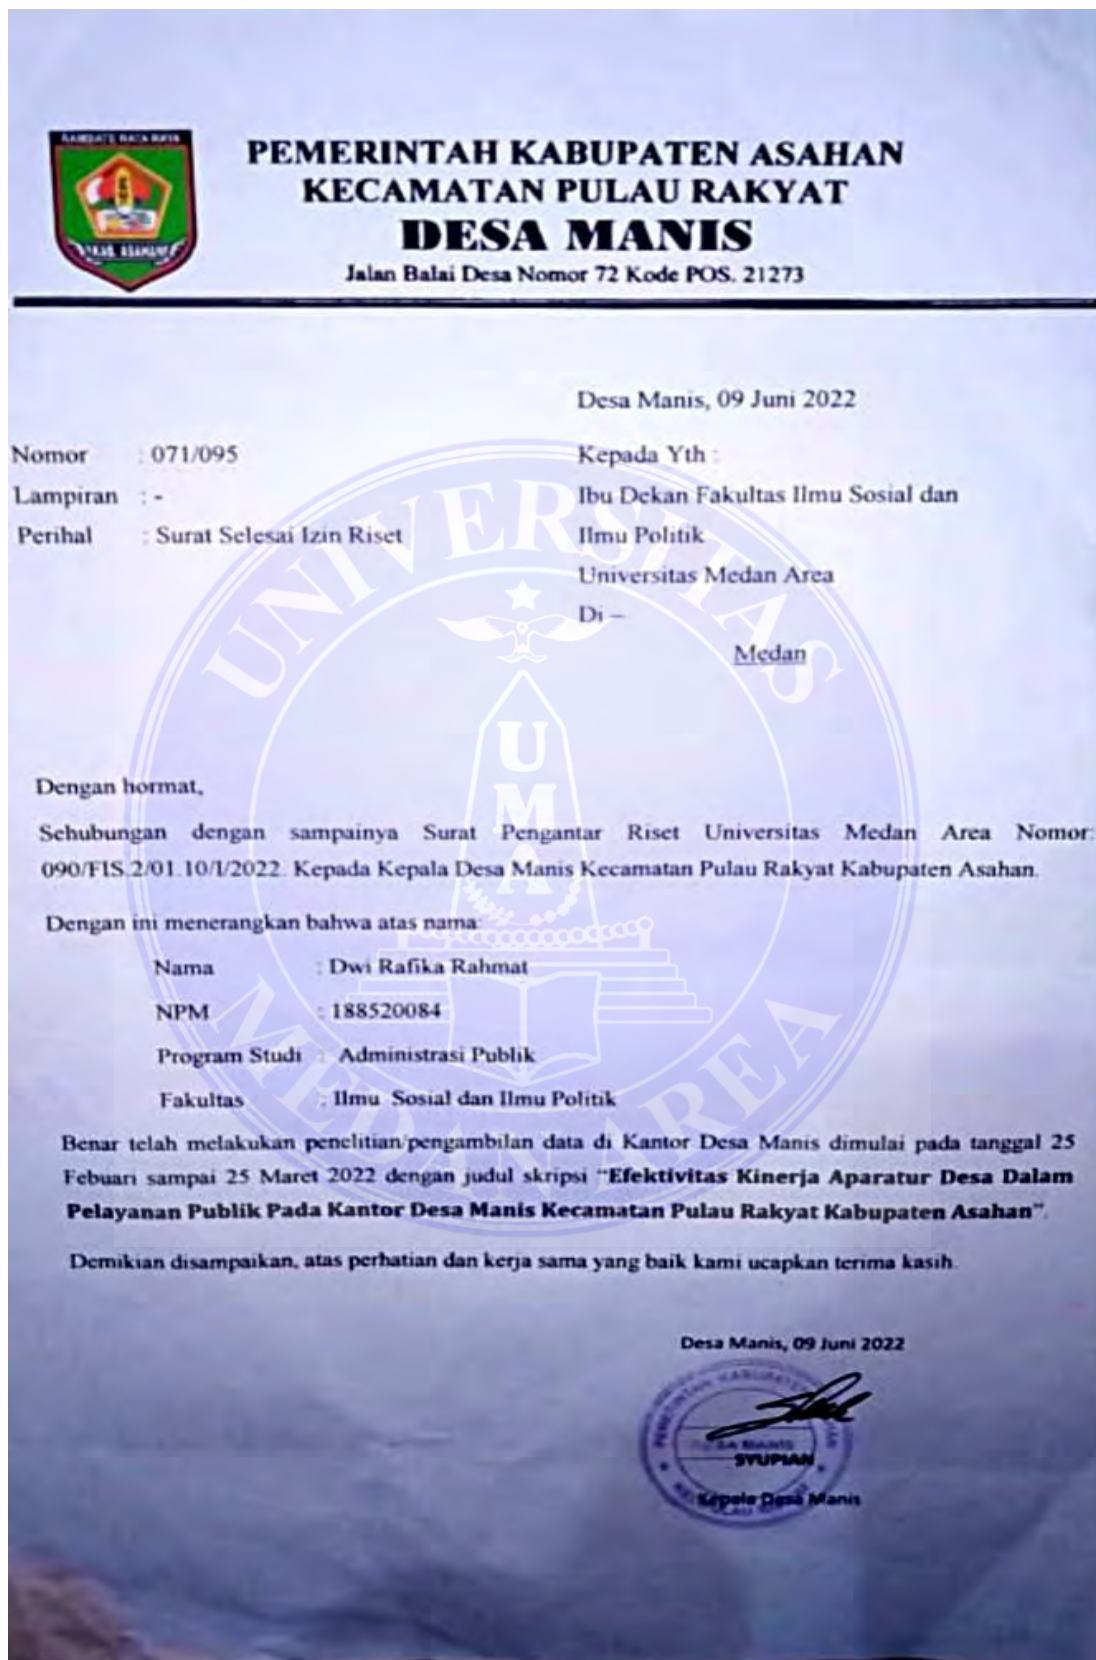 PEMERINTAH KABUPATEN ASAHAN
KECAMATAN PULAU RAKYAT
DESA MANIS
Jalan Balai Desa Nomor 72 Kode POS. 21273
KAB. ASAHAN
Desa Manis, 09 Juni 2022
Nomor : 071/095
Lampiran : -
Perihal : Surat Selesai Izin Riset
Kepada Yth :
Ibu Dekan Fakultas Ilmu Sosial dan
Ilmu Politik
Universitas Medan Area
Di –
Medan
UNIVERSITAS
UMA
MEDAN AREA
Dengan hormat,
Sehubungan dengan sampainya Surat Pengantar Riset Universitas Medan Area Nomor:
090/FIS.2/01.10/I/2022. Kepada Kepala Desa Manis Kecamatan Pulau Rakyat Kabupaten Asahan.
Dengan ini menerangkan bahwa atas nama:
Nama : Dwi Rafika Rahmat
NPM : 188520084
Program Studi : Administrasi Publik
Fakultas : Ilmu Sosial dan Ilmu Politik
Benar telah melakukan penelitian/pengambilan data di Kantor Desa Manis dimulai pada tanggal 25
Febuari sampai 25 Maret 2022 dengan judul skripsi "Efektivitas Kinerja Aparatur Desa Dalam
Pelayanan Publik Pada Kantor Desa Manis Kecamatan Pulau Rakyat Kabupaten Asahan".
Demikian disampaikan, atas perhatian dan kerja sama yang baik kami ucapkan terima kasih.
Desa Manis, 09 Juni 2022
SYUPIAN
Kepala Desa Manis